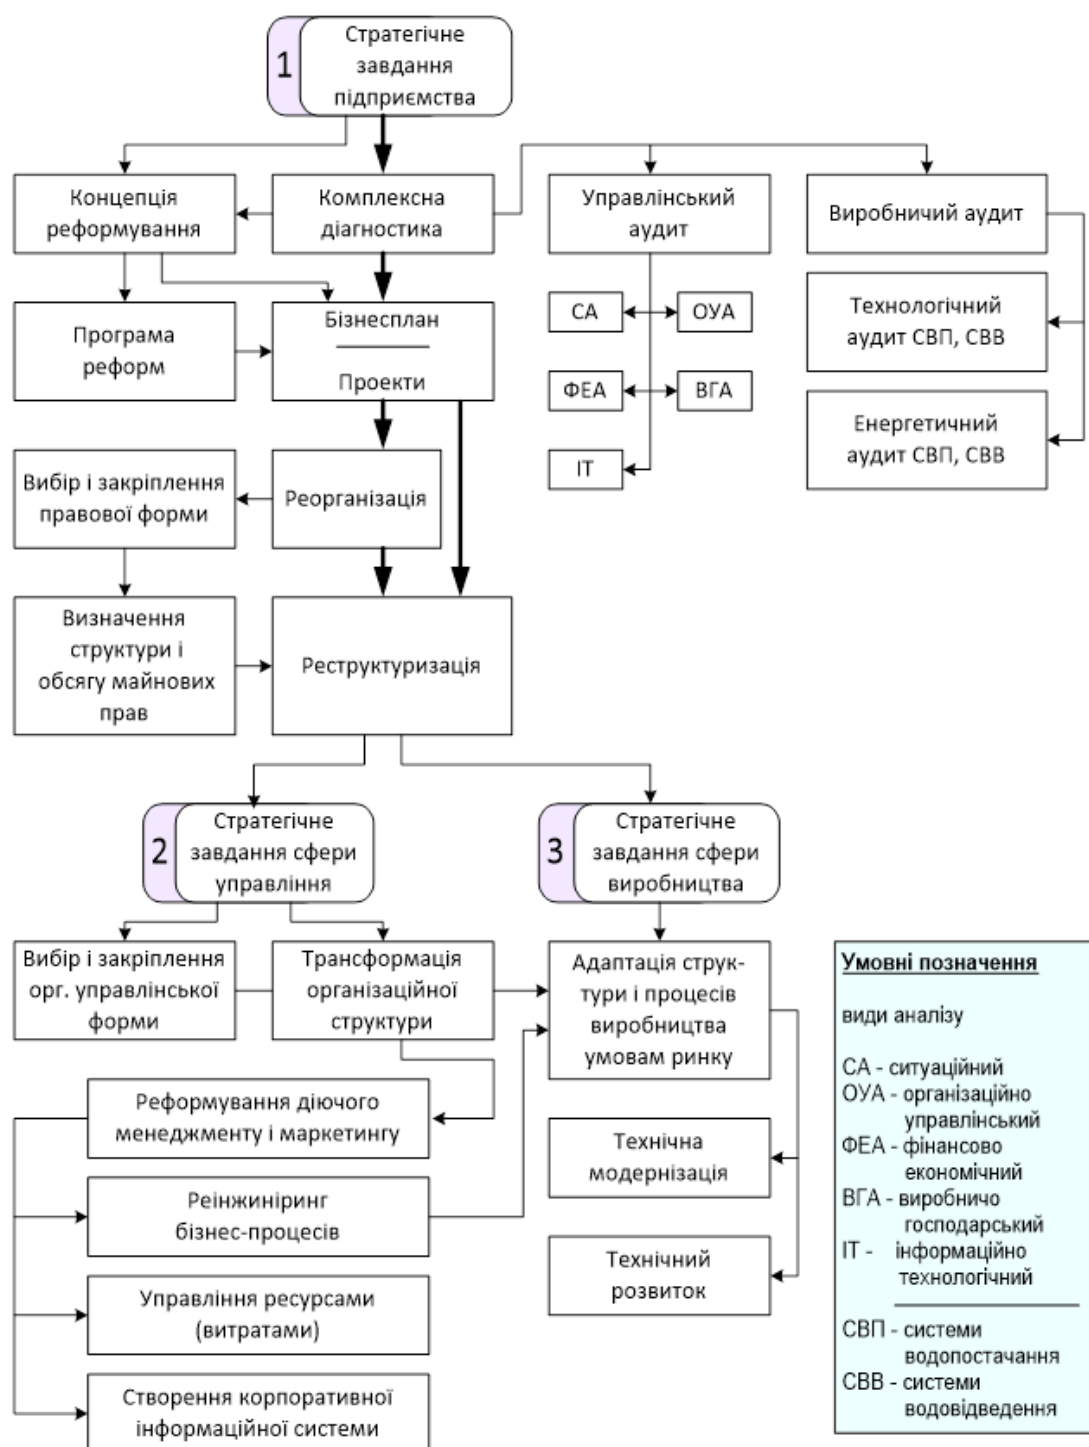 1
Стратегічне
завдання
підприємства
Концепція
реформування
Комплексна
діагностика
Управлінський
аудит
Виробничий аудит
Програма
реформ
Бізнесплан
Проекти
СА
ОУА
ФЕА
ВГА
ІТ
Технологічний
аудит СВП, СВВ
Енергетичний
аудит СВП, СВВ
Вибір і закріплення
правової форми
Реорганізація
Визначення
структури і
обсягу майнових
прав
Реструктуризація
2
Стратегічне
завдання сфери
управління
3
Стратегічне
завдання сфери
виробництва
Вибір і закріплення
орг. управлінської
форми
Трансформація
організаційної
структури
Адаптація струк-
тури і процесів
виробництва
умовам ринку
Реформування діючого
менеджменту і маркетингу
Реінжиніринг
бізнес-процесів
Управління ресурсами
(витратами)
Створення корпоративної
інформаційної системи
Технічна
модернізація
Технічний
розвиток
Умовні позначення
види аналізу
СА - ситуаційний
ОУА - організаційно
управлінський
ФЕА - фінансово
економічний
ВГА - виробничо
господарський
ІТ - інформаційно
технологічний
СВП - системи
водопостачання
СВВ - системи
водовідведення